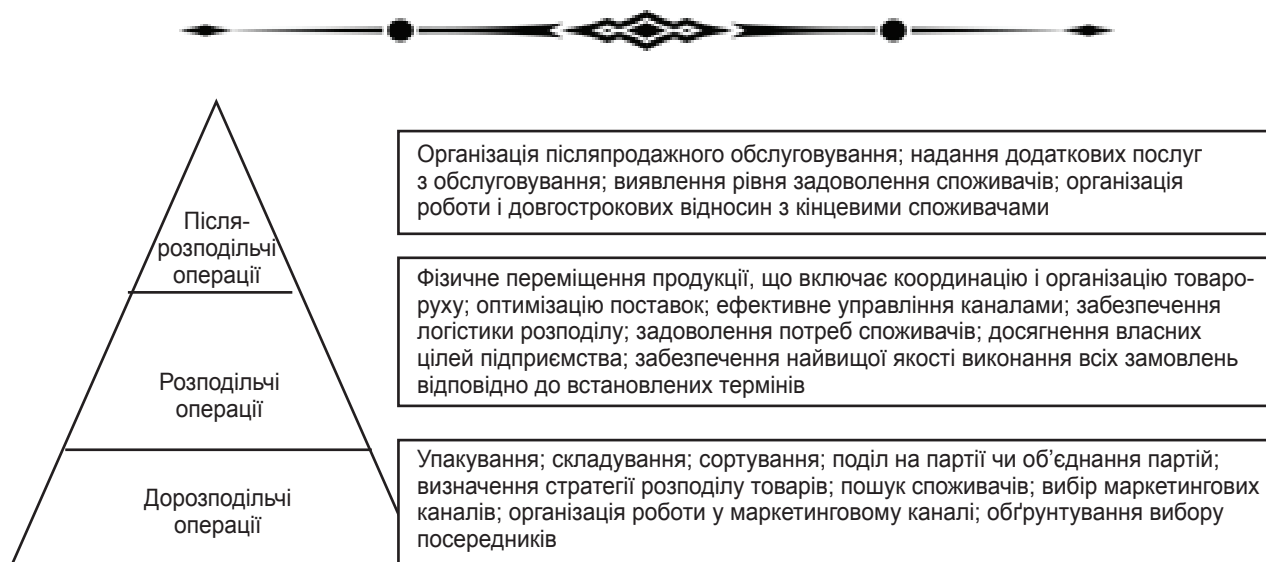 Організація післяпродажного обслуговування; надання додаткових послуг
з обслуговування; виявлення рівня задоволення споживачів; організація
роботи і довгострокових відносин з кінцевими споживачами
Після-
розподільчі
операції
Фізичне переміщення продукції, що включає координацію і організацію товаро-
руху; оптимізацію поставок; ефективне управління каналами; забезпечення
логістики розподілу; задоволення потреб споживачів; досягнення власних
цілей підприємства; забезпечення найвищої якості виконання всіх замовлень
відповідно до встановлених термінів
Розподільчі
операції
Упакування; складування; сортування; поділ на партії чи об’єднання партій;
визначення стратегії розподілу товарів; пошук споживачів; вибір маркетингових
каналів; організація роботи у маркетинговому каналі; обґрунтування вибору
посередників
Дорозподільчі
операції